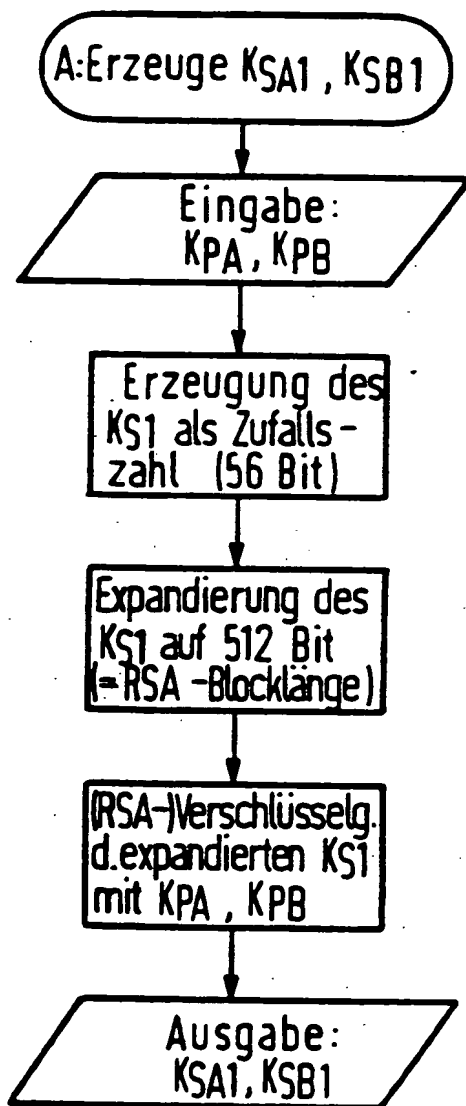 A:Erzeuge KSA1, KSB1
Eingabe:
KPA, KPB
Erzeugung des
KS1 als Zufalls-
zahl (56 Bit)
Expandierung des
KS1 auf 512 Bit
(=RSA-Blocklänge)
(RSA-)Verschlüsselg.
d.expandierten KS1
mit KPA, KPB
Ausgabe:
KSA1, KSB1